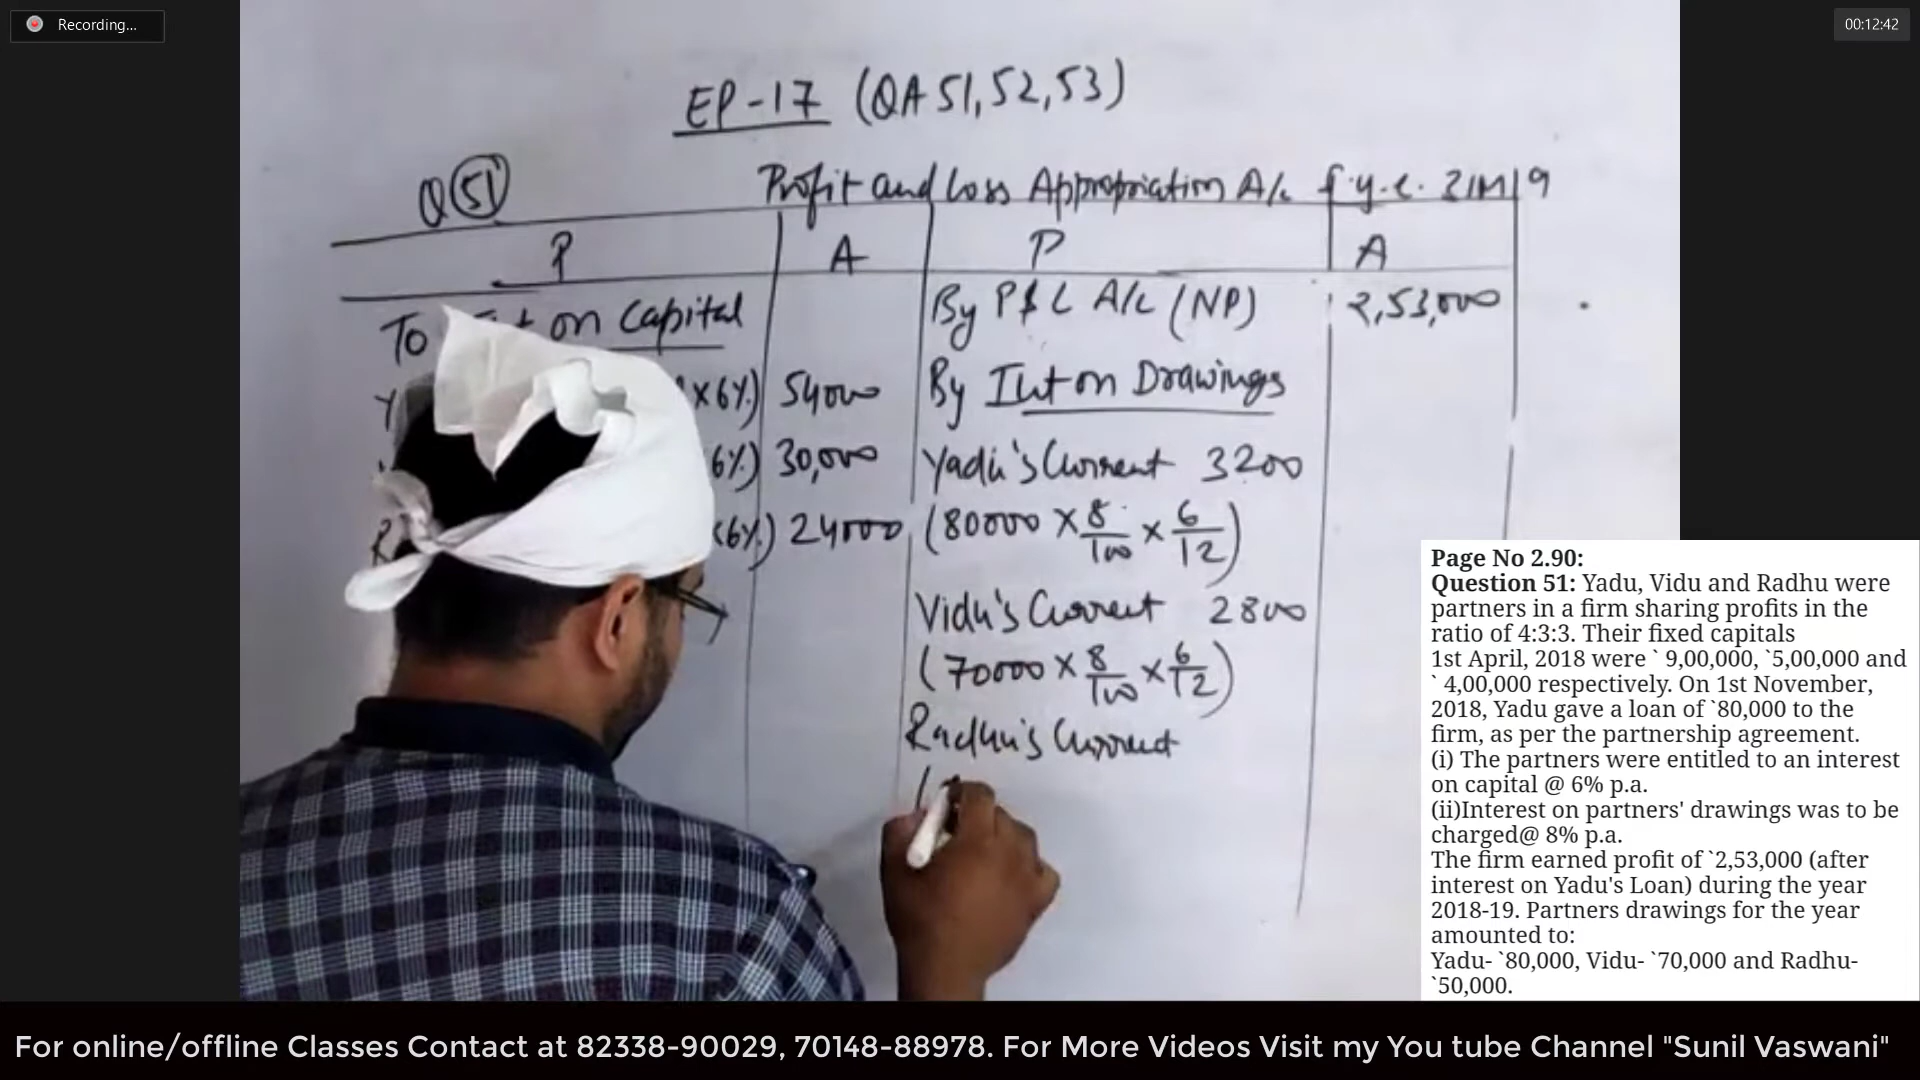 Recording...
00:12:42
EP-17 (QA 51,52,53)
Q 51 Profit and Loss Appropriation A/c f.y.e. 31M19
P A P A
To on Capital By P&L A/c (NP) 2,53,000
By Int on Drawings
Y ×6%) 54000
6%) 30,000 Yadu's Current 3200
R ×6%) 24000 (80000 × 8/100 × 6/12)
Vidu's Current 2800
(70000 × 8/100 × 6/12)
Radhu's Current
(
Page No 2.90:
Question 51: Yadu, Vidu and Radhu were
partners in a firm sharing profits in the
ratio of 4:3:3. Their fixed capitals
1st April, 2018 were ` 9,00,000, `5,00,000 and
` 4,00,000 respectively. On 1st November,
2018, Yadu gave a loan of `80,000 to the
firm, as per the partnership agreement.
(i) The partners were entitled to an interest
on capital @ 6% p.a.
(ii)Interest on partners' drawings was to be
charged@ 8% p.a.
The firm earned profit of `2,53,000 (after
interest on Yadu's Loan) during the year
2018-19. Partners drawings for the year
amounted to:
Yadu- `80,000, Vidu- `70,000 and Radhu-
`50,000.
For online/offline Classes Contact at 82338-90029, 70148-88978. For More Videos Visit my You tube Channel "Sunil Vaswani"